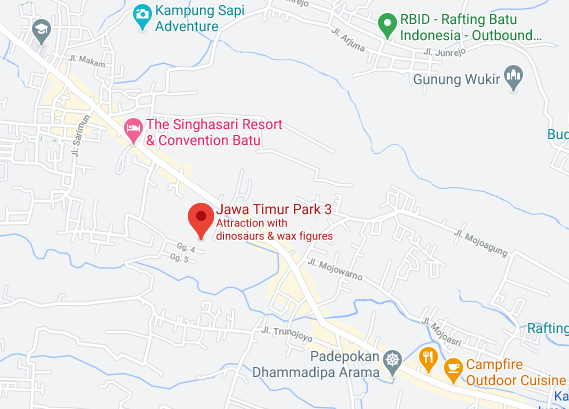 Kampung Sapi
Adventure
RBID - Rafting Batu
Indonesia - Outbound...
Jl. Arjuna
Jl. Junrejo
Jl. Makam
Gunung Wukir
The Singhasari Resort
& Convention Batu
Jl. Sarimun
Jawa Timur Park 3
Attraction with
dinosaurs & wax figures
Gg. 4
Gg. 5
Jl. Mojoagung
Jl. Mojowarno
Jl. Trunojoyo
Jl. Mojoasri
Rafting
Padepokan
Dhammadipa Arama
Campfire
Outdoor Cuisine